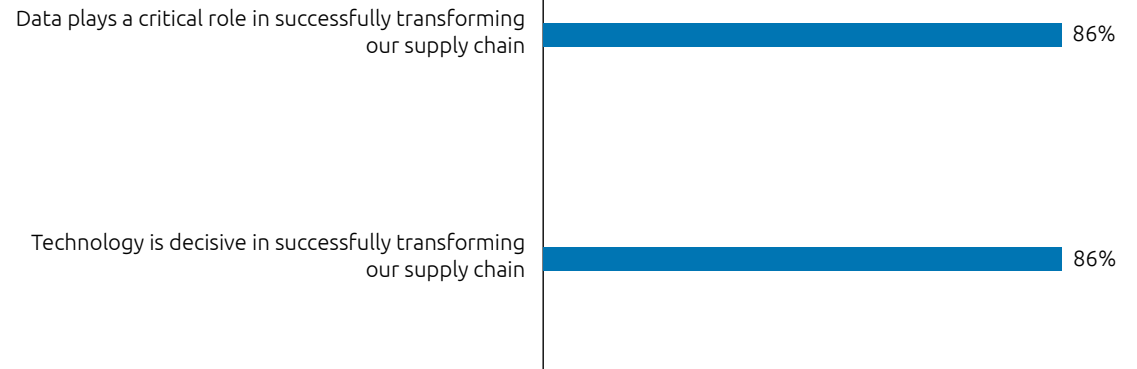 Data plays a critical role in successfully transforming
our supply chain
86%
Technology is decisive in successfully transforming
our supply chain
86%